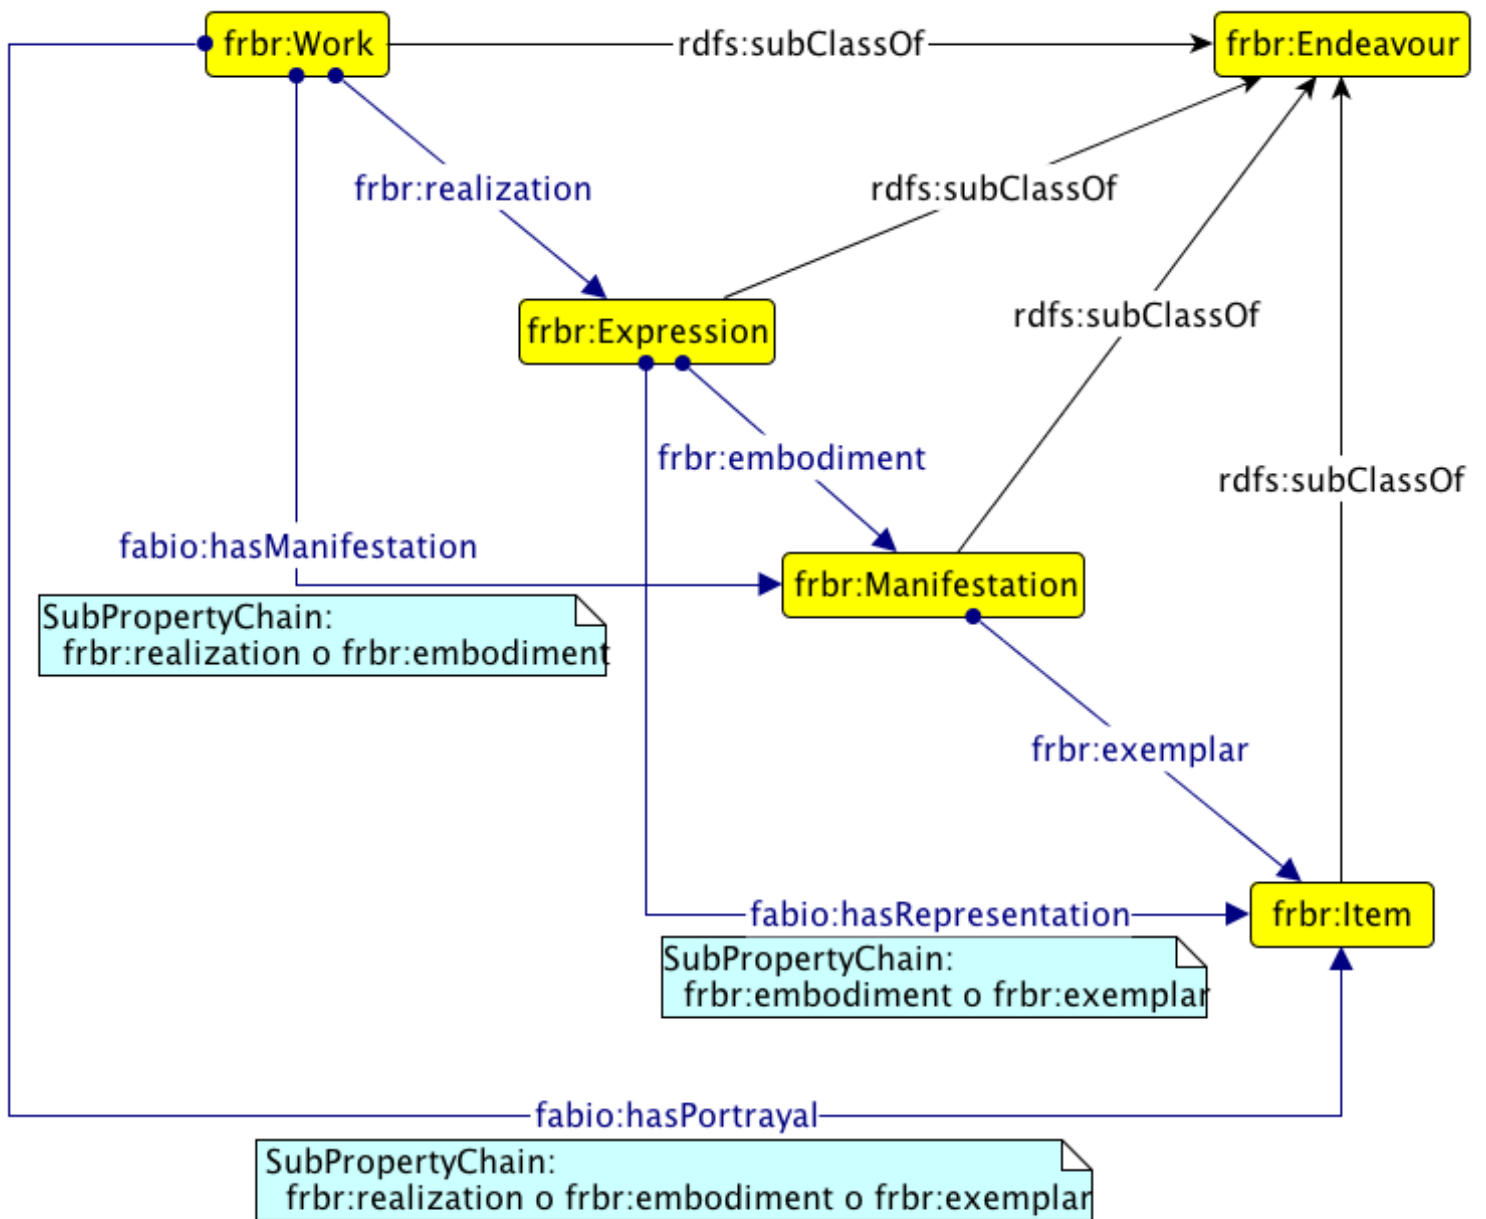 frbr:Work
rdfs:subClassOf
frbr:Endeavour
frbr:realization
rdfs:subClassOf
rdfs:subClassOf
frbr:Expression
frbr:embodiment
rdfs:subClassOf
fabio:hasManifestation
frbr:Manifestation
SubPropertyChain:
frbr:realization o frbr:embodiment
frbr:exemplar
fabio:hasRepresentation
frbr:Item
SubPropertyChain:
frbr:embodiment o frbr:exemplar
fabio:hasPortrayal
SubPropertyChain:
frbr:realization o frbr:embodiment o frbr:exemplar